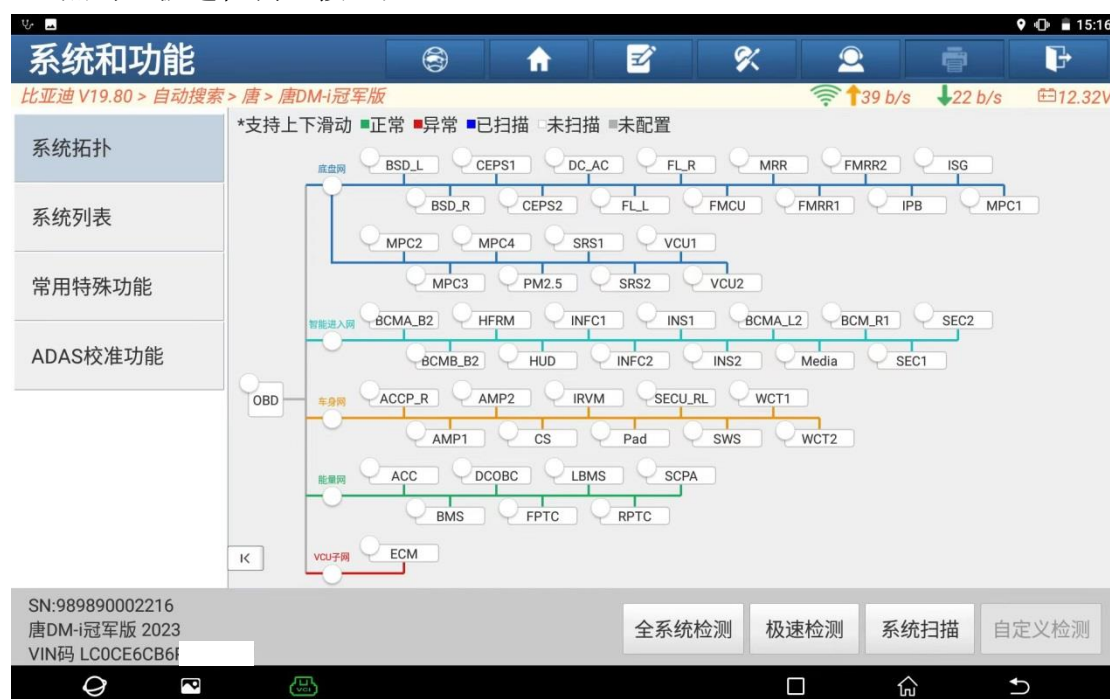 15:16
系统和功能
比亚迪 V19.80 > 自动搜索 > 唐 > 唐DM-i冠军版
39 b/s
22 b/s
12.32V
系统拓扑
系统列表
常用特殊功能
ADAS校准功能
*支持上下滑动 ■正常 ■异常 ■已扫描 □未扫描 ■未配置
底盘网
BSD_L CEPS1 DC_AC FL_R MRR FMRR2 ISG
BSD_R CEPS2 FL_L FMCU FMRR1 IPB MPC1
MPC2 MPC4 SRS1 VCU1
MPC3 PM2.5 SRS2 VCU2
智能进入网
BCMA_B2 HFRM INFC1 INS1 BCMA_L2 BCM_R1 SEC2
BCMB_B2 HUD INFC2 INS2 Media SEC1
OBD
车身网
ACCP_R AMP2 IRVM SECU_RL WCT1
AMP1 CS Pad SWS WCT2
能量网
ACC DCOBC LBMS SCPA
BMS FPTC RPTC
VCU子网
ECM
K
SN:989890002216
唐DM-i冠军版 2023
VIN码 LC0CE6CB6
全系统检测
极速检测
系统扫描
自定义检测
VCI